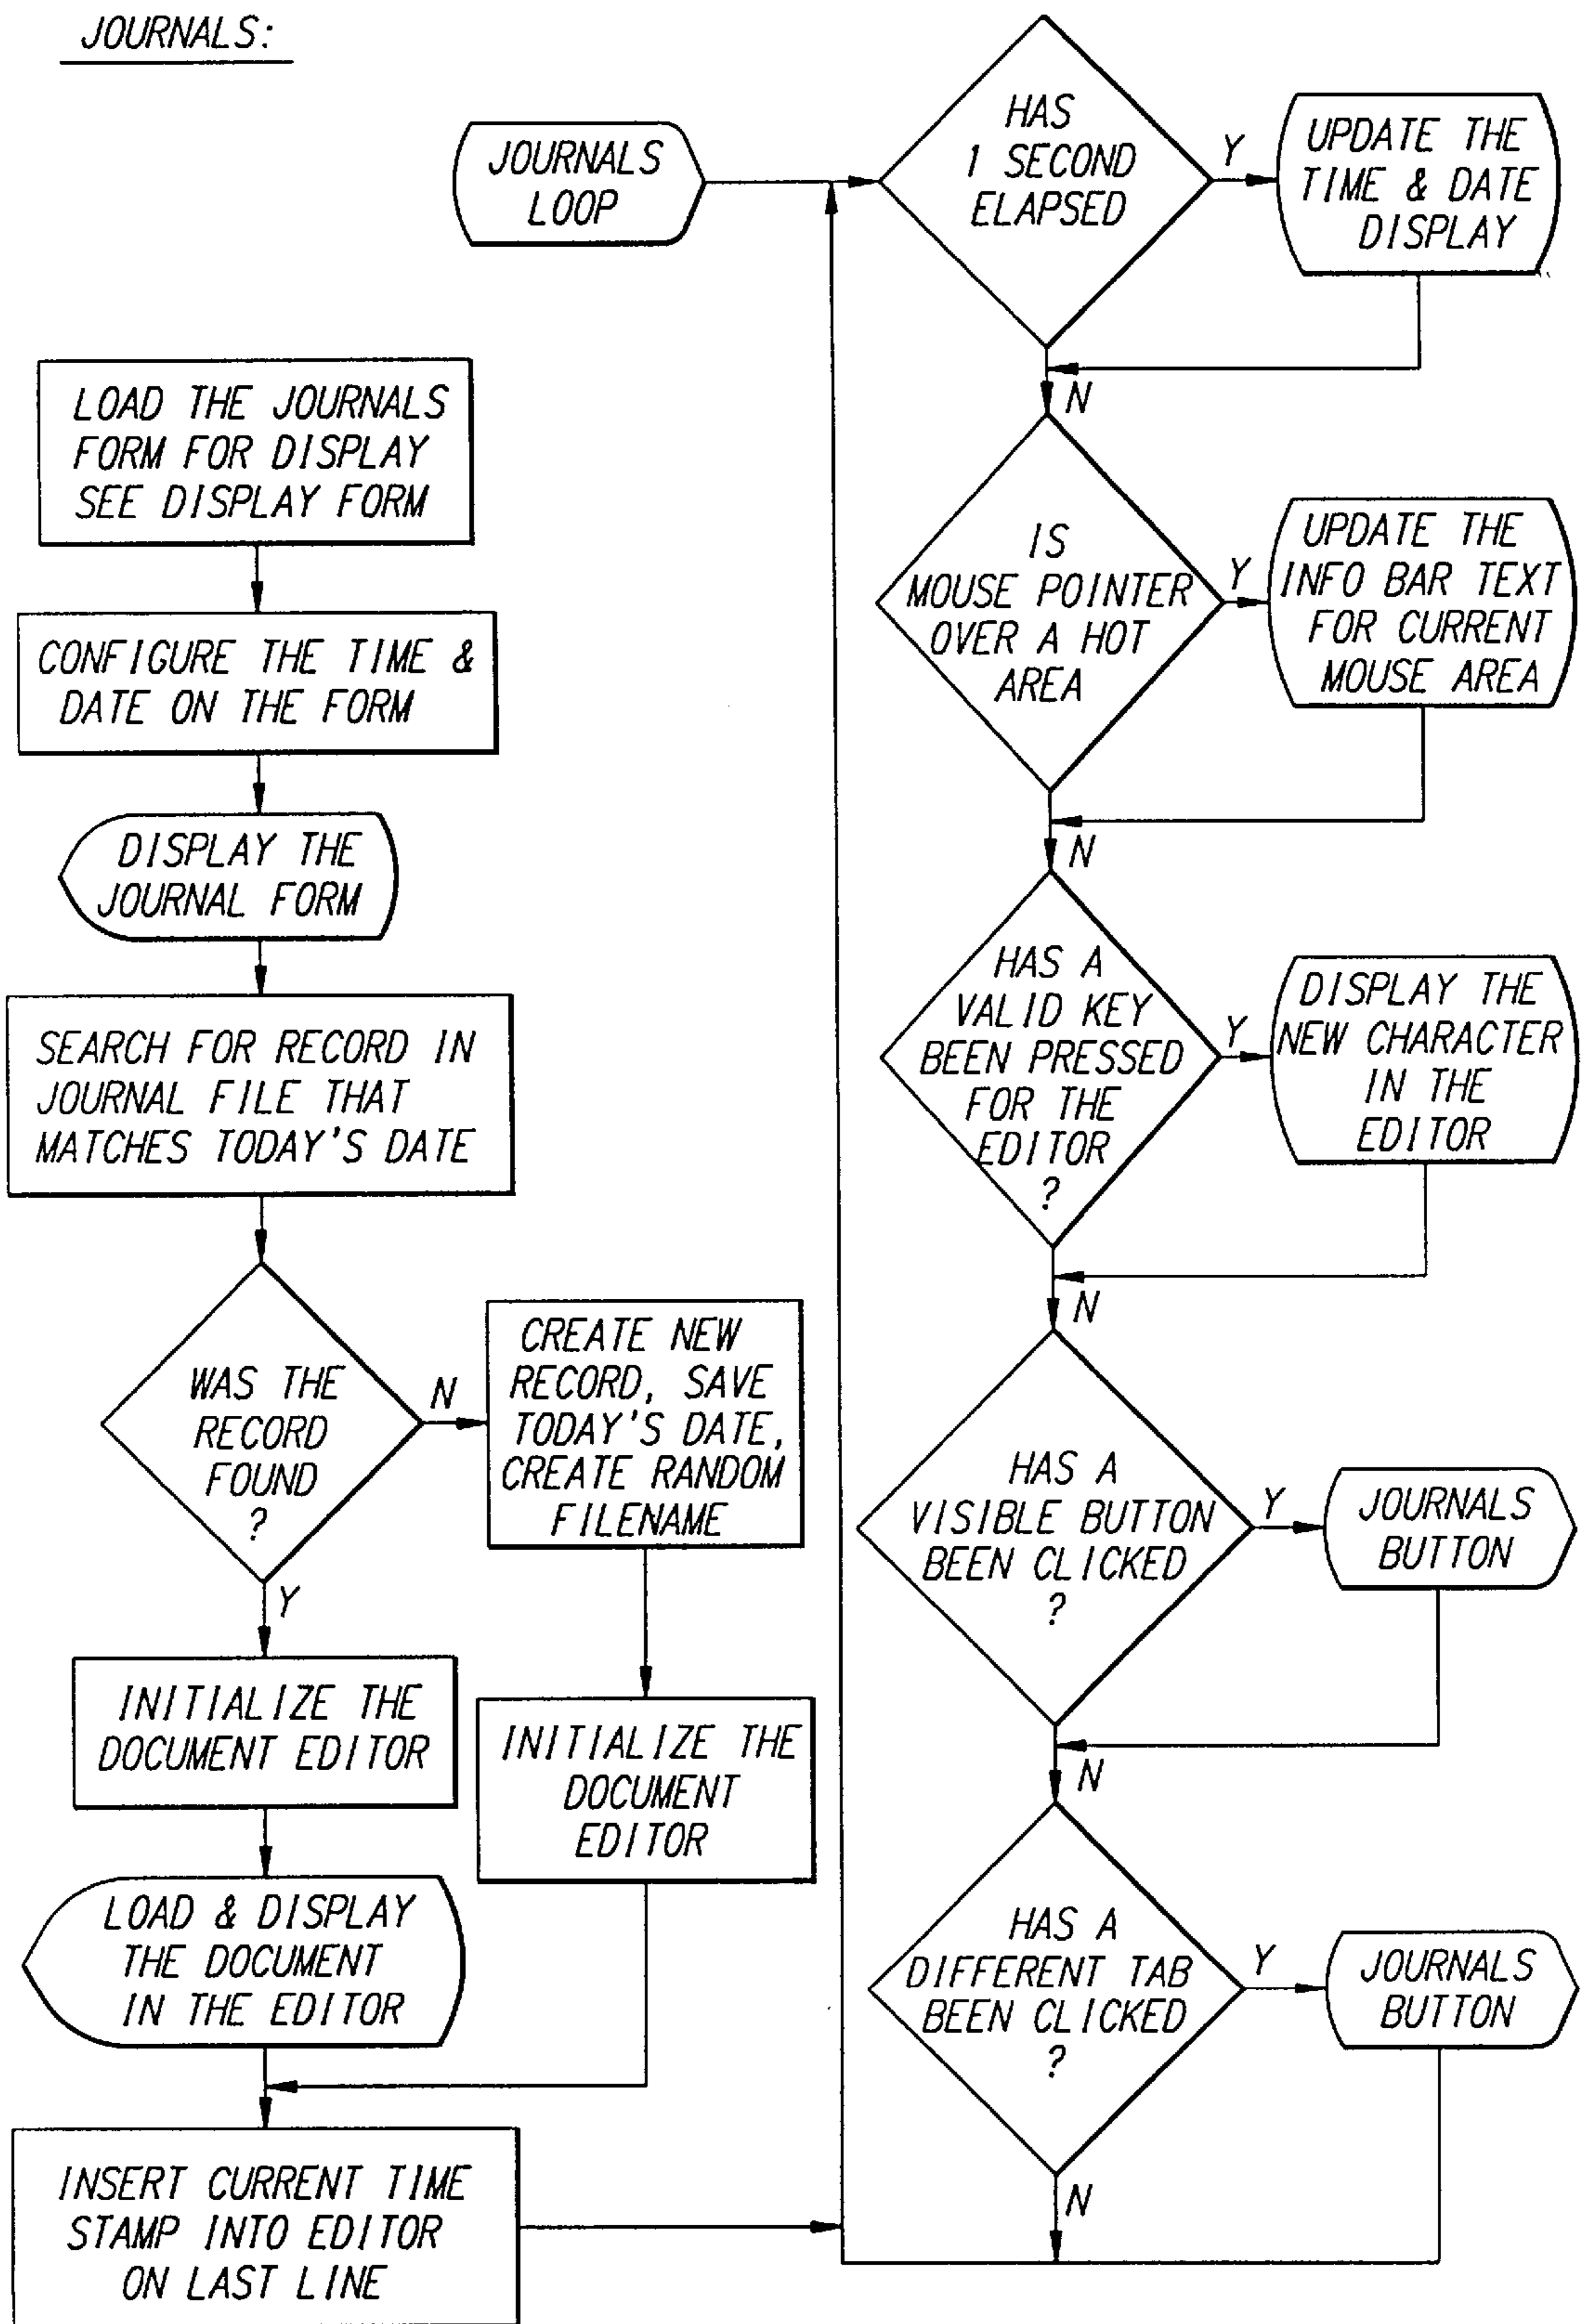 JOURNALS:
LOAD THE JOURNALS
FORM FOR DISPLAY
SEE DISPLAY FORM
CONFIGURE THE TIME &
DATE ON THE FORM
DISPLAY THE
JOURNAL FORM
SEARCH FOR RECORD IN
JOURNAL FILE THAT
MATCHES TODAY'S DATE
WAS THE
RECORD
FOUND
?
N
CREATE NEW
RECORD, SAVE
TODAY'S DATE,
CREATE RANDOM
FILENAME
Y
INITIALIZE THE
DOCUMENT EDITOR
INITIALIZE THE
DOCUMENT
EDITOR
LOAD & DISPLAY
THE DOCUMENT
IN THE EDITOR
INSERT CURRENT TIME
STAMP INTO EDITOR
ON LAST LINE
JOURNALS
LOOP
HAS
1 SECOND
ELAPSED
Y
UPDATE THE
TIME & DATE
DISPLAY
N
IS
MOUSE POINTER
OVER A HOT
AREA
Y
UPDATE THE
INFO BAR TEXT
FOR CURRENT
MOUSE AREA
N
HAS A
VALID KEY
BEEN PRESSED
FOR THE
EDITOR
?
Y
DISPLAY THE
NEW CHARACTER
IN THE
EDITOR
N
HAS A
VISIBLE BUTTON
BEEN CLICKED
?
Y
JOURNALS
BUTTON
N
HAS A
DIFFERENT TAB
BEEN CLICKED
?
Y
JOURNALS
BUTTON
N